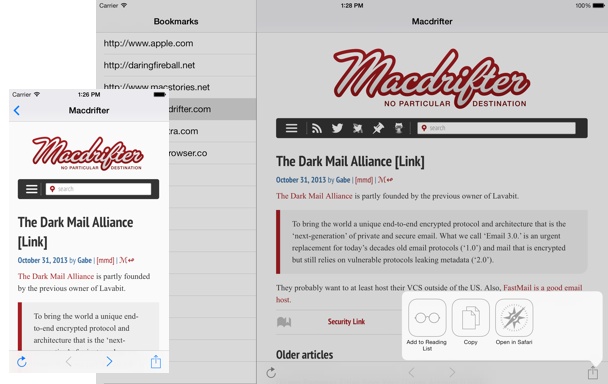 Carrier
1:28 PM
100%
Bookmarks
Macdrifter
http://www.apple.com
http://daringfireball.net
http://www.macstories.net
drifter.com
tra.com
rowser.co
Macdrifter
NO PARTICULAR DESTINATION
search
The Dark Mail Alliance [Link]
October 31, 2013 by Gabe | [mmd] | ℳ↩
The Dark Mail Alliance is partly founded by the previous owner of Lavabit.
To bring the world a unique end-to-end encrypted protocol and architecture that is the
‘next-generation’ of private and secure email. What we call ‘Email 3.0.’ is an urgent
replacement for today’s decades old email protocols (‘1.0’) and mail that is encrypted
but still relies on vulnerable protocols leaking metadata (‘2.0’).
They probably want to at least host their VCS outside of the US. Also, FastMail is a good email
host.
Security Link
Older articles
Add to Reading
List
Copy
Open in Safari
Carrier
1:26 PM
Macdrifter
Macdrifter
NO PARTICULAR DESTINATION
search
The Dark Mail Alliance
[Link]
October 31, 2013 by Gabe | [mmd] | ℳ↩
The Dark Mail Alliance is partly founded
by the previous owner of Lavabit.
To bring the world a unique end-
to-end encrypted protocol and
architecture that is the ‘next-